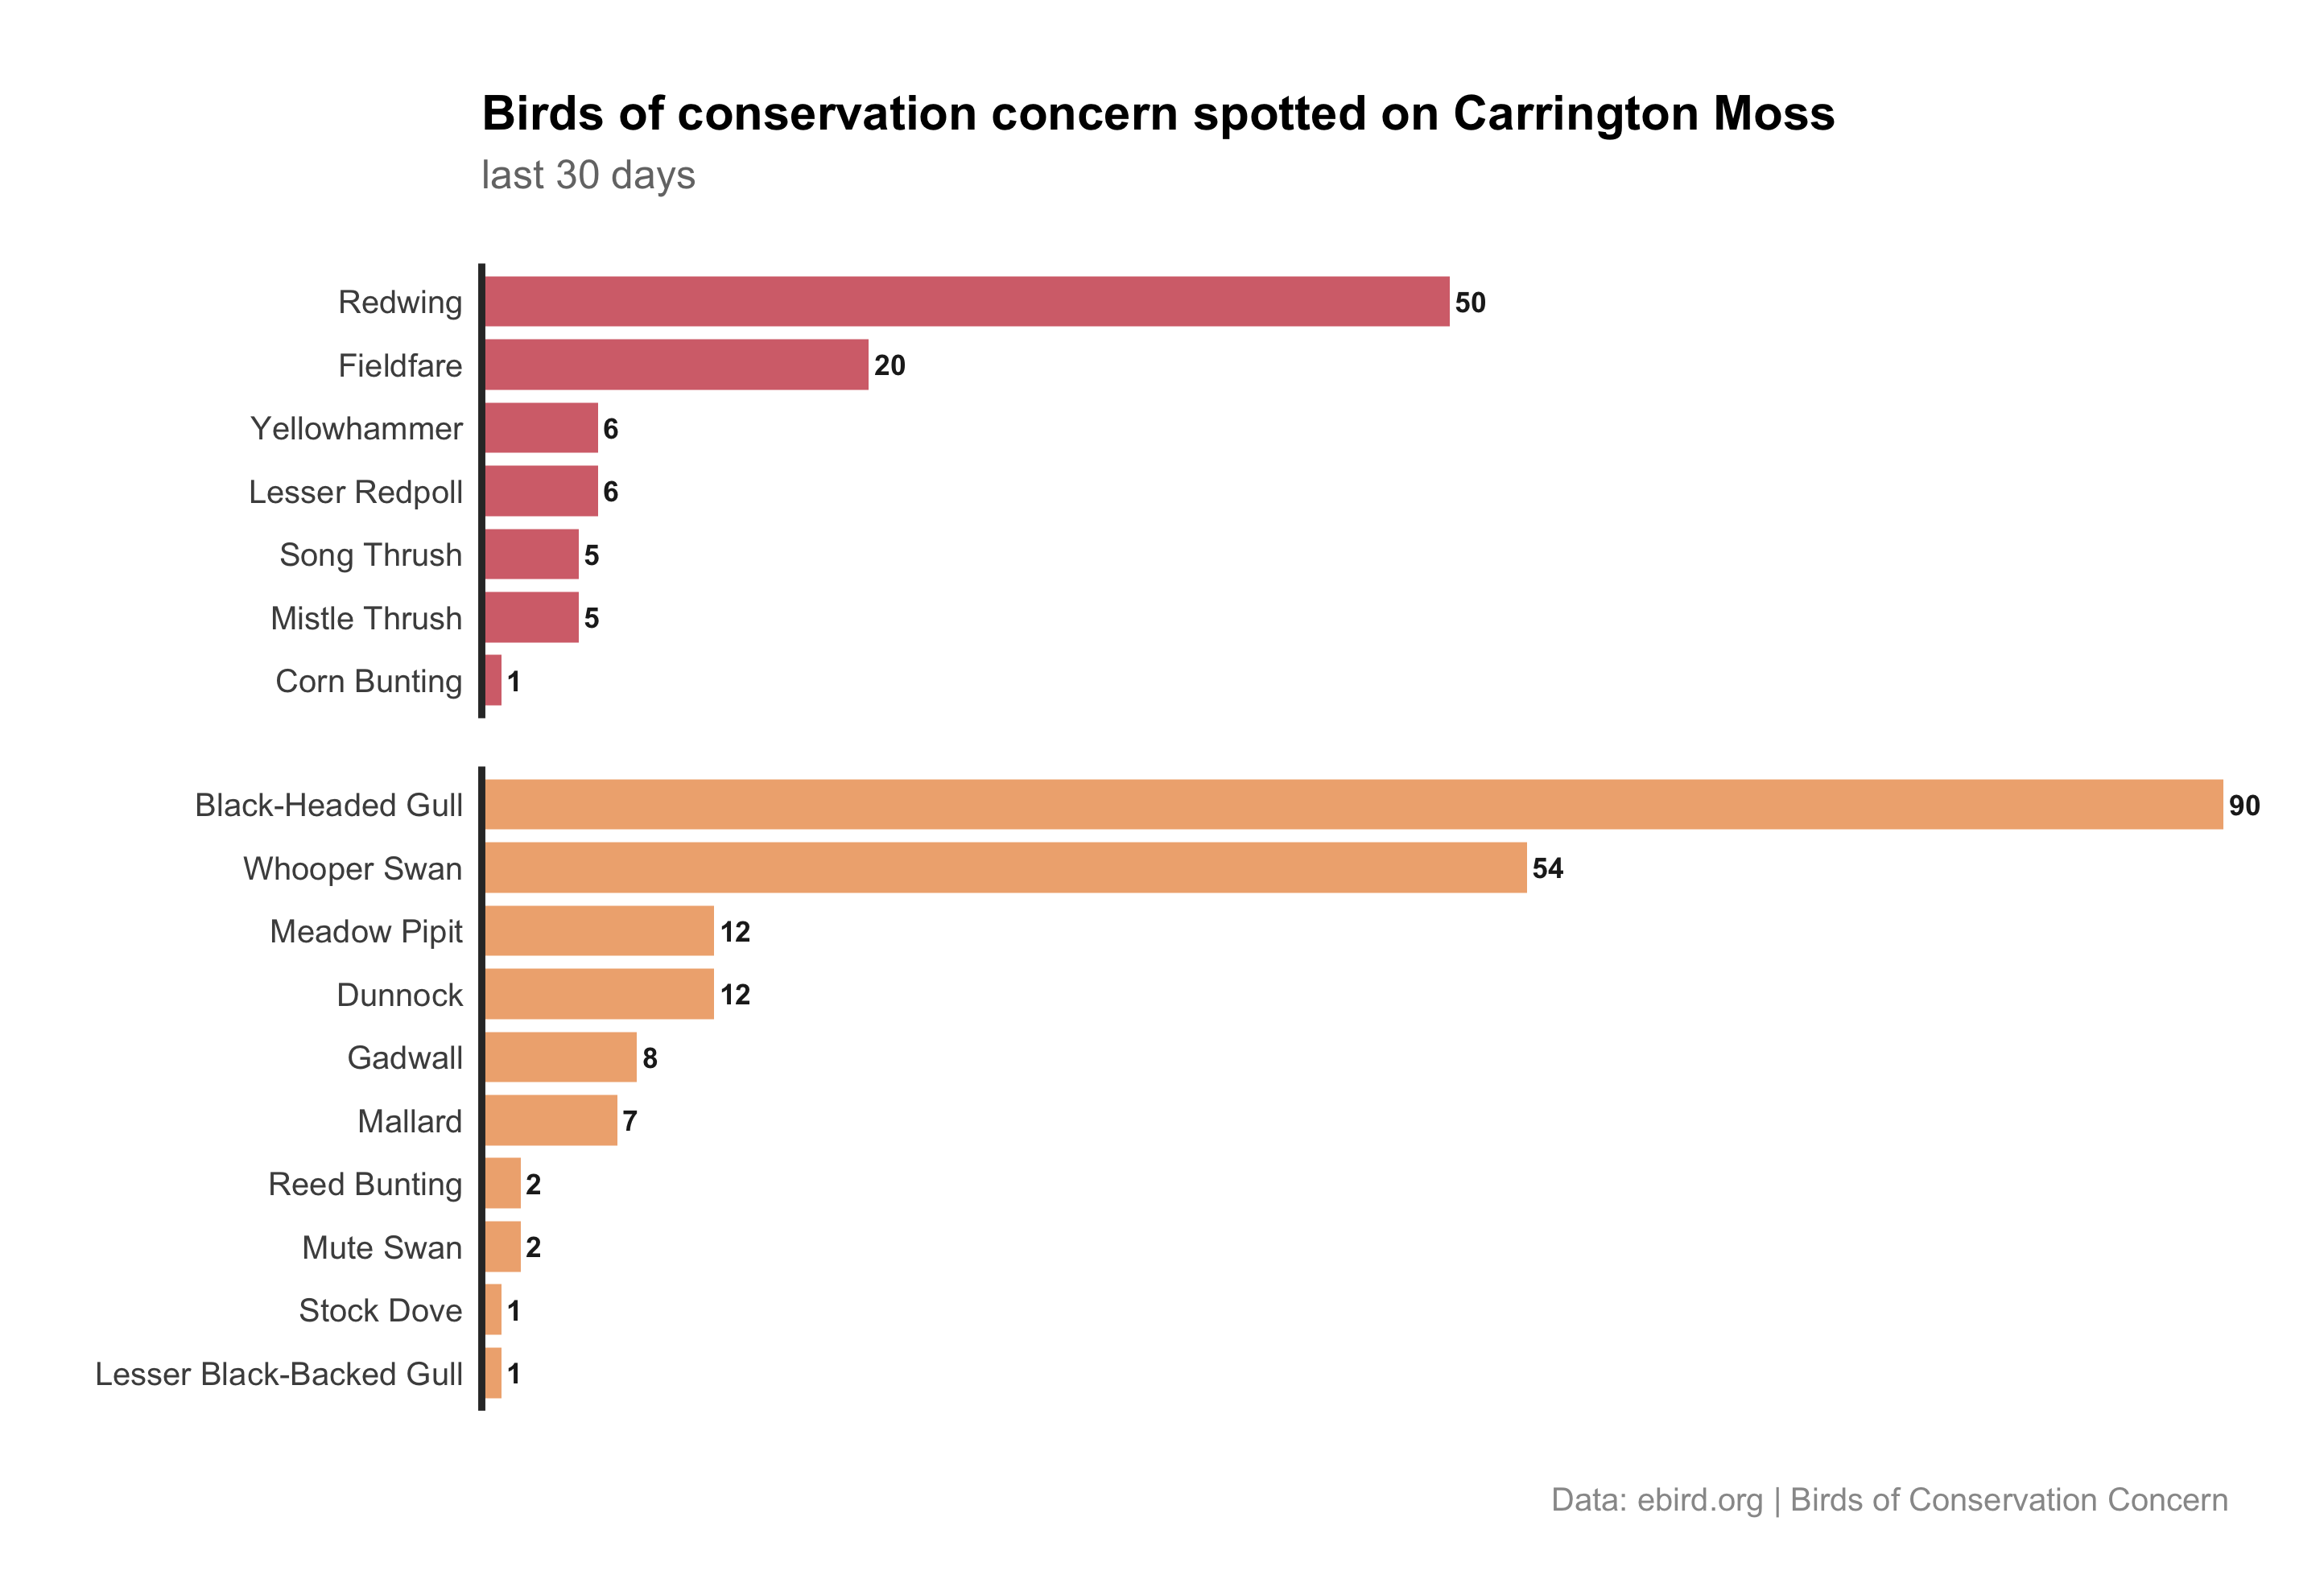 Birds of conservation concern spotted on Carrington Moss
last 30 days
Redwing 50
Fieldfare 20
Yellowhammer 6
Lesser Redpoll 6
Song Thrush 5
Mistle Thrush 5
Corn Bunting 1
Black-Headed Gull 90
Whooper Swan 54
Meadow Pipit 12
Dunnock 12
Gadwall 8
Mallard 7
Reed Bunting 2
Mute Swan 2
Stock Dove 1
Lesser Black-Backed Gull 1
Data: ebird.org | Birds of Conservation Concern